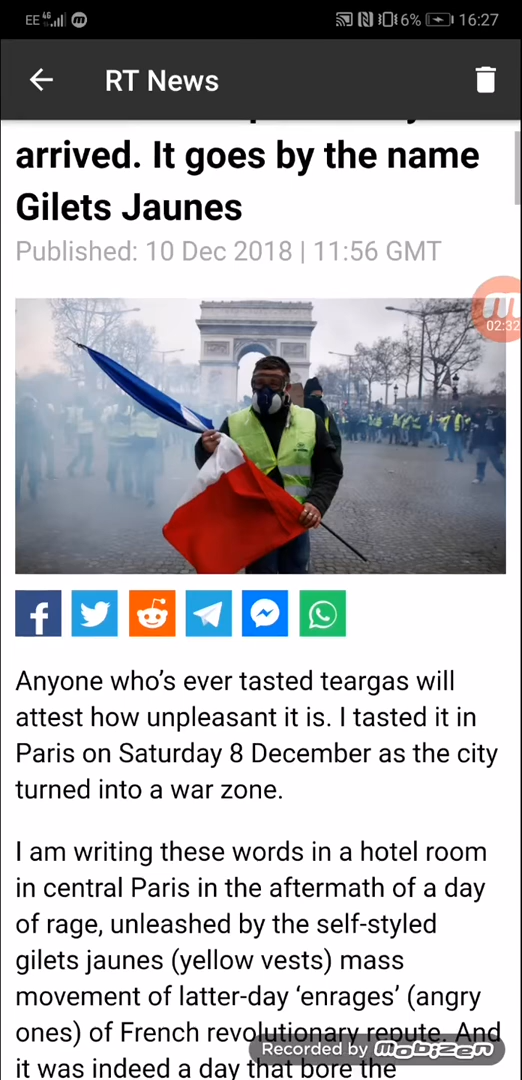 EE 4G 6% 16:27
RT News
arrived. It goes by the name
Gilets Jaunes
Published: 10 Dec 2018 | 11:56 GMT
02:32
Anyone who’s ever tasted teargas will
attest how unpleasant it is. I tasted it in
Paris on Saturday 8 December as the city
turned into a war zone.
I am writing these words in a hotel room
in central Paris in the aftermath of a day
of rage, unleashed by the self-styled
gilets jaunes (yellow vests) mass
movement of latter-day ‘enrages’ (angry
ones) of French revolutionary repute. And
it was indeed a day that bore the
Recorded by mobizen